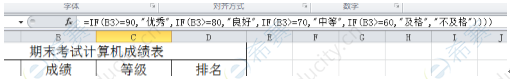 字体 对齐方式 数字
fx =IF(B3>=90,"优秀",IF(B3>=80,"良好",IF(B3>=70,"中等",IF(B3>=60,"及格","不及格"))))
B C D E F G H I J
期末考试计算机成绩表
成绩 等级 排名